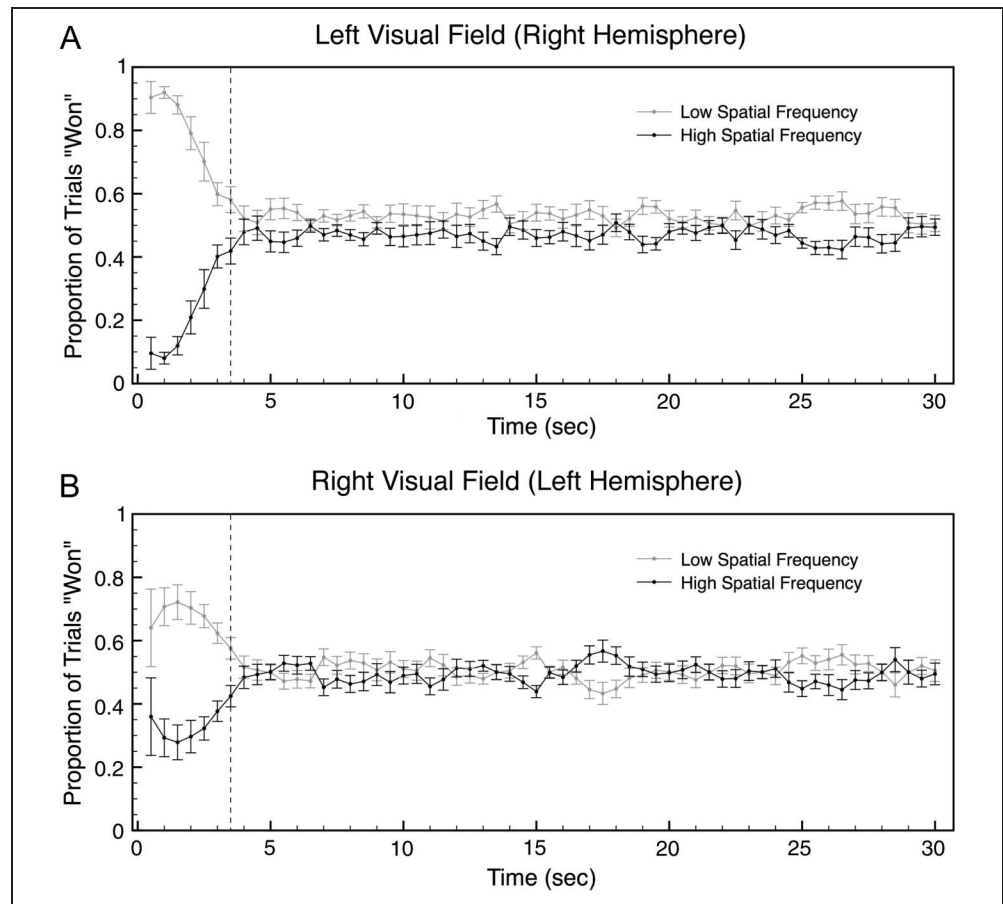 A
Left Visual Field (Right Hemisphere)
1
0.8
0.6
0.4
0.2
0
Proportion of Trials "Won"
Low Spatial Frequency
High Spatial Frequency
0 5 10 15 20 25 30
Time (sec)
B
Right Visual Field (Left Hemisphere)
1
0.8
0.6
0.4
0.2
0
Proportion of Trials "Won"
Low Spatial Frequency
High Spatial Frequency
0 5 10 15 20 25 30
Time (sec)